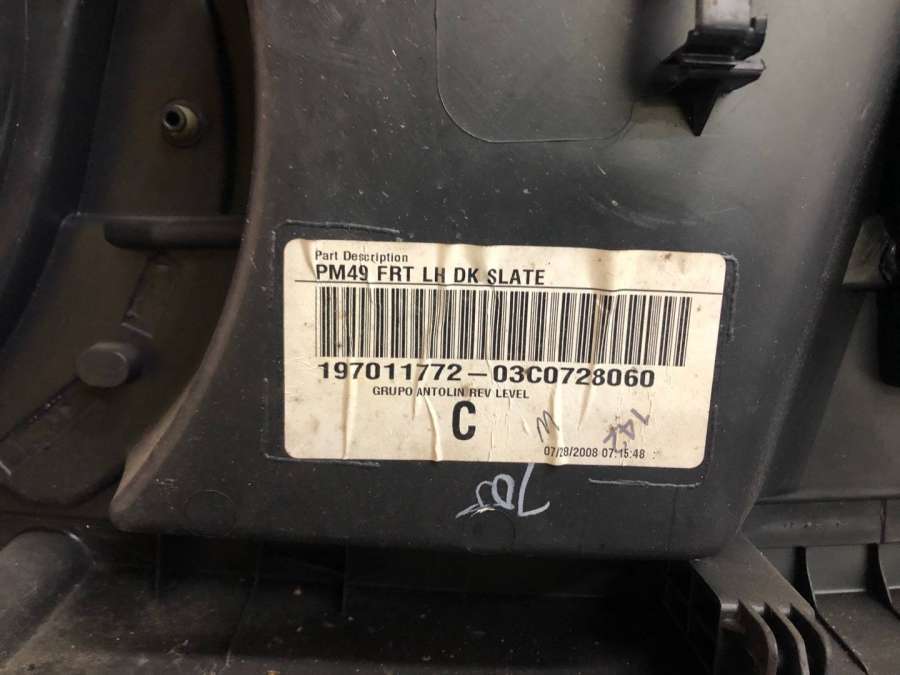 Part Description
PM49 FRT LH DK SLATE
197011772-03C0728060
GRUPO ANTOLIN REV LEVEL
C
07/28/2008 07:15:48